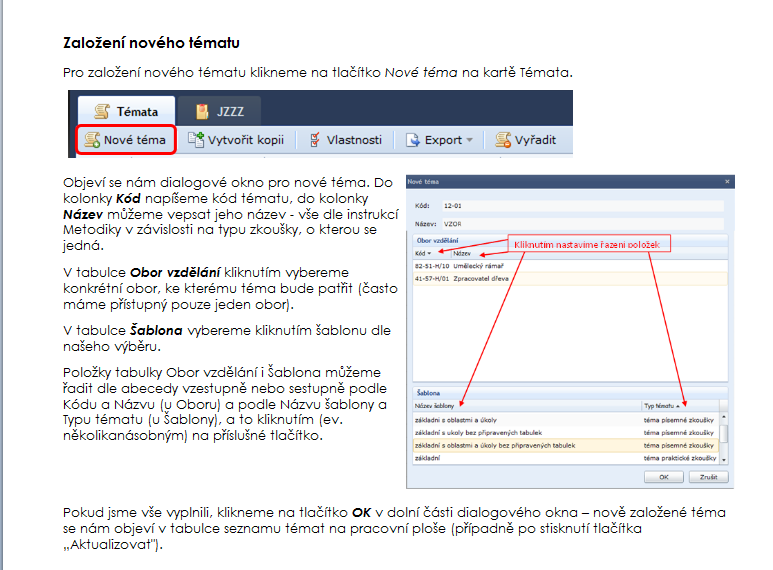 Založení nového tématu
Pro založení nového tématu klikneme na tlačítko Nové téma na kartě Témata.
Témata
JZZZ
Nové téma
Vytvořit kopii
Vlastnosti
Export
Vyřadit
Objeví se nám dialogové okno pro nové téma. Do
kolonky Kód napíšeme kód tématu, do kolonky
Název můžeme vepsat jeho název - vše dle instrukcí
Metodiky v závislosti na typu zkoušky, o kterou se
jedná.
V tabulce Obor vzdělání kliknutím vybereme
konkrétní obor, ke kterému téma bude patřit (často
máme přístupný pouze jeden obor).
V tabulce Šablona vybereme kliknutím šablonu dle
našeho výběru.
Položky tabulky Obor vzdělání i Šablona můžeme
řadit dle abecedy vzestupně nebo sestupně podle
Kódu a Názvu (u Oboru) a podle Názvu šablony a
Typu tématu (u Šablony), a to kliknutím (ev.
několikanásobným) na příslušné tlačítko.
Nové téma
Kód: 12-01
Název: VZOR
Obor vzdělání
Kliknutím nastavíme řazení položek
Kód Název
82-51-H/10 Umělecký rámař
41-57-H/01 Zpracovatel dřeva
Šablona
Název šablony Typ tématu
základní s oblastmi a úkoly téma písemné zkoušky
základní s ukoly bez připravených tabulek téma písemné zkoušky
základní s oblastmi a úkoly bez připravených tabulek téma písemné zkoušky
základní téma praktické zkoušky
OK Zrušit
Pokud jsme vše vyplnili, klikneme na tlačítko OK v dolní části dialogového okna – nově založené téma
se nám objeví v tabulce seznamu témat na pracovní ploše (případně po stisknutí tlačítka
„Aktualizovat").